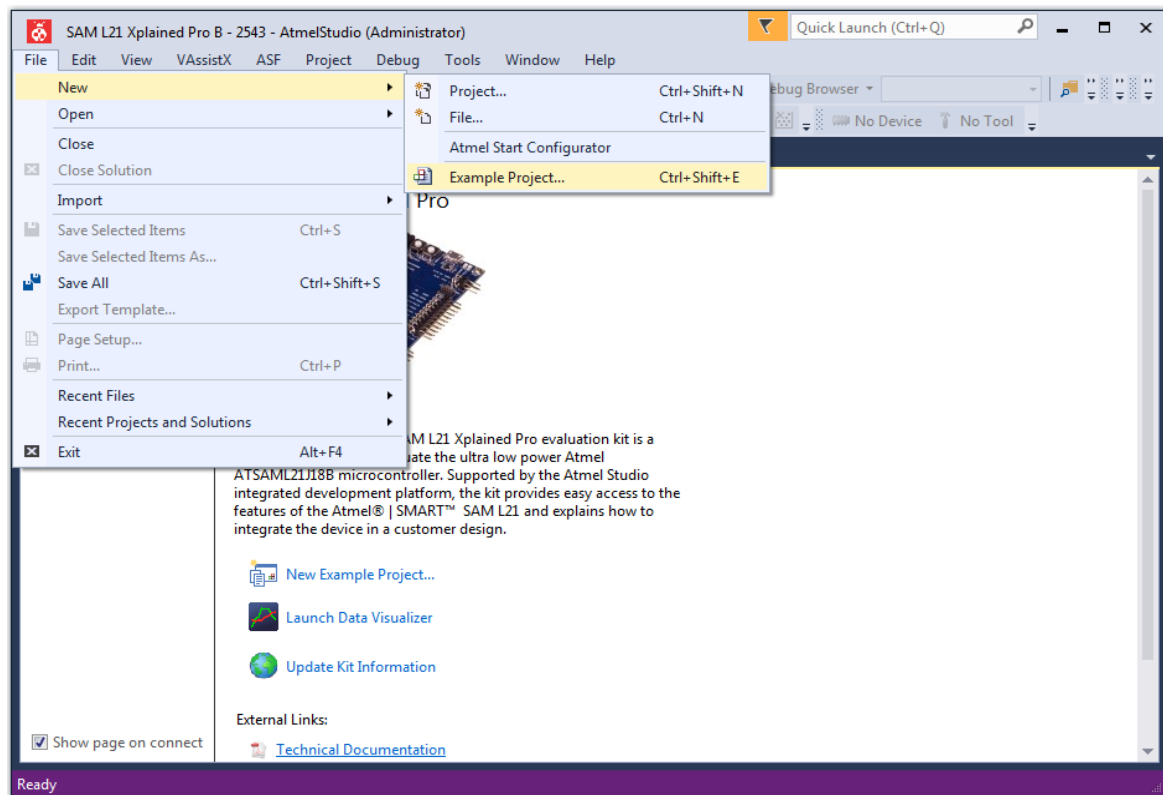 SAM L21 Xplained Pro B - 2543 - AtmelStudio (Administrator)
Quick Launch (Ctrl+Q)
File Edit View VAssistX ASF Project Debug Tools Window Help
New
Project... Ctrl+Shift+N
ebug Browser
Open
File... Ctrl+N
No Device No Tool
Close
Atmel Start Configurator
Close Solution
Example Project... Ctrl+Shift+E
Import
Pro
Save Selected Items Ctrl+S
Save Selected Items As...
Save All Ctrl+Shift+S
Export Template...
Page Setup...
Print... Ctrl+P
Recent Files
Recent Projects and Solutions
Exit Alt+F4
AM L21 Xplained Pro evaluation kit is a
uate the ultra low power Atmel
ATSAML21J18B microcontroller. Supported by the Atmel Studio
integrated development platform, the kit provides easy access to the
features of the Atmel® | SMART™ SAM L21 and explains how to
integrate the device in a customer design.
New Example Project...
Launch Data Visualizer
Update Kit Information
External Links:
Show page on connect
Technical Documentation
Ready